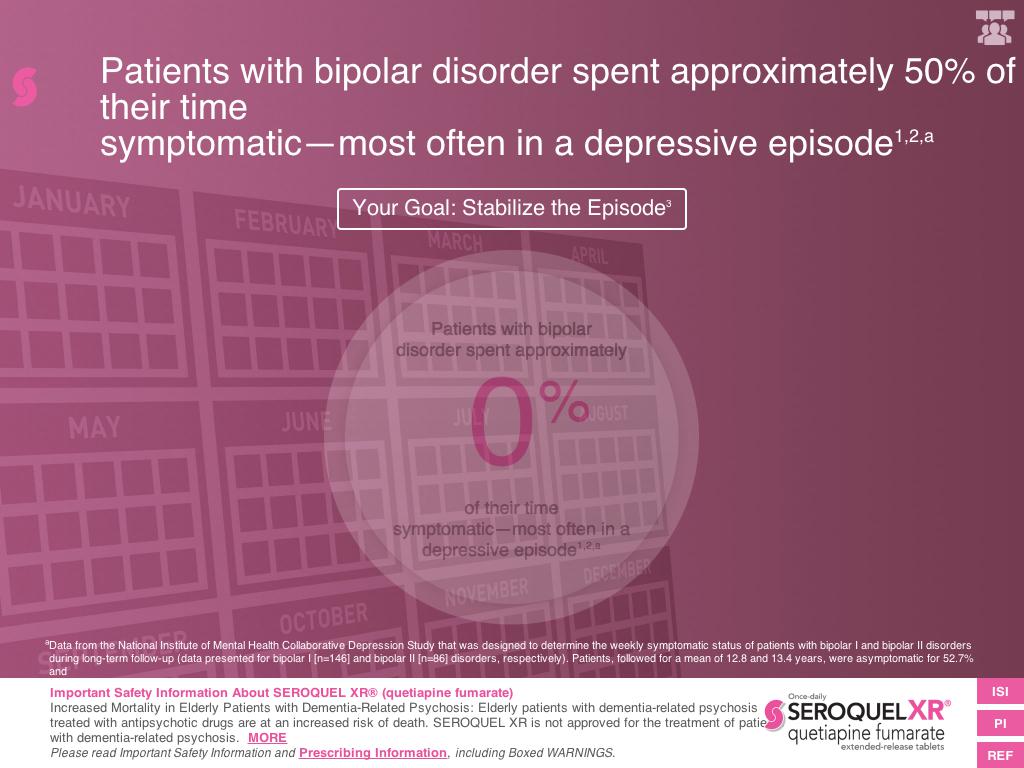 Patients with bipolar disorder spent approximately 50% of
their time
symptomatic—most often in a depressive episode1,2,a
Your Goal: Stabilize the Episode3
JANUARY
FEBRUARY
MARCH
APRIL
Patients with bipolar
disorder spent approximately
0%
MAY
JUNE
JULY
AUGUST
of their time
symptomatic—most often in a
depressive episode1,2,a
SEPTEMBER
OCTOBER
NOVEMBER
DECEMBER
aData from the National Institute of Mental Health Collaborative Depression Study that was designed to determine the weekly symptomatic status of patients with bipolar I and bipolar II disorders
during long-term follow-up (data presented for bipolar I [n=146] and bipolar II [n=86] disorders, respectively). Patients, followed for a mean of 12.8 and 13.4 years, were asymptomatic for 52.7%
and
Important Safety Information About SEROQUEL XR® (quetiapine fumarate)
Increased Mortality in Elderly Patients with Dementia-Related Psychosis: Elderly patients with dementia-related psychosis
treated with antipsychotic drugs are at an increased risk of death. SEROQUEL XR is not approved for the treatment of patie
with dementia-related psychosis. MORE
Please read Important Safety Information and Prescribing Information, including Boxed WARNINGS.
Once-daily
SEROQUEL XR®
quetiapine fumarate
extended-release tablets
ISI
PI
REF